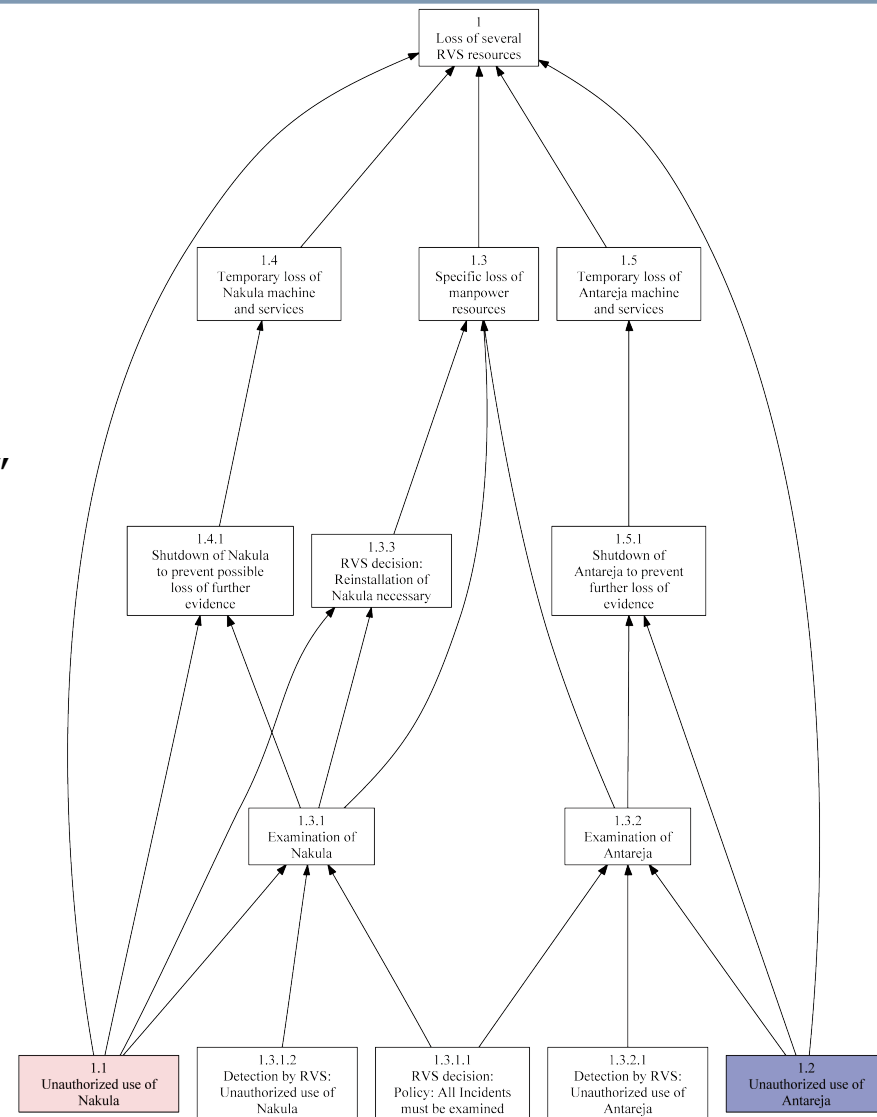 1
Loss of several
RVS resources
1.4
Temporary loss of
Nakula machine
and services
1.3
Specific loss of
manpower
resources
1.5
Temporary loss of
Antareja machine
and services
"
1.4.1
Shutdown of Nakula
to prevent possible
loss of further
evidence
1.3.3
RVS decision:
Reinstallation of
Nakula necessary
1.5.1
Shutdown of
Antareja to prevent
further loss of
evidence
1.3.1
Examination of
Nakula
1.3.2
Examination of
Antareja
1.1
Unauthorized use of
Nakula
1.3.1.2
Detection by RVS:
Unauthorized use of
Nakula
1.3.1.1
RVS decision:
Policy: All Incidents
must be examined
1.3.2.1
Detection by RVS:
Unauthorized use of
Antareja
1.2
Unauthorized use of
Antareja